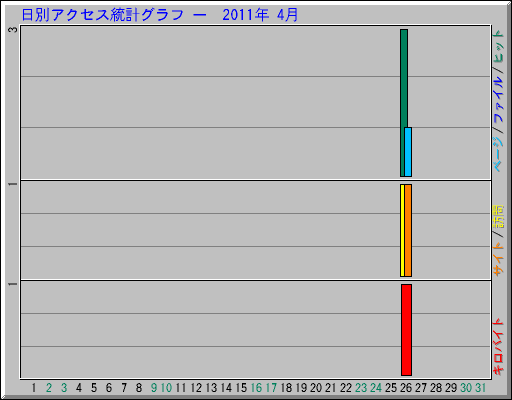 日別アクセス統計グラフ ー 2011年 4月
3
ページ / ファイル / ヒット
1
サイト / 訪問
1
キロバイト
1 2 3 4 5 6 7 8 9 10 11 12 13 14 15 16 17 18 19 20 21 22 23 24 25 26 27 28 29 30 31